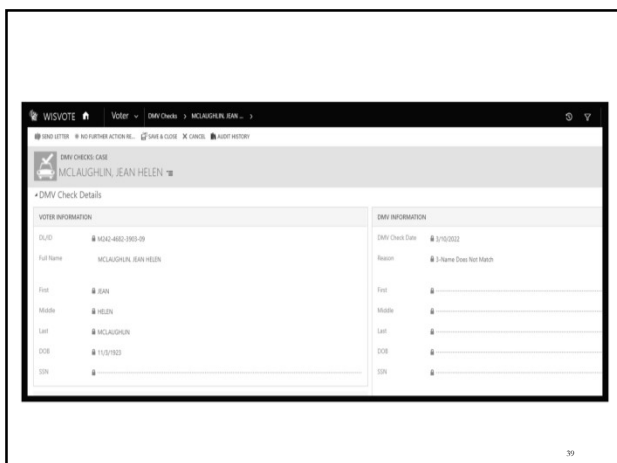 WISVOTE Voter DMV Checks > MCLAUGHLIN, JEAN ... >
SEND LETTER NO FURTHER ACTION RE... SAVE & CLOSE CANCEL AUDIT HISTORY
DMV CHECKS: CASE
MCLAUGHLIN, JEAN HELEN
DMV Check Details
VOTER INFORMATION
DL/ID M242-4682-3903-09
Full Name MCLAUGHLIN, JEAN HELEN
First JEAN
Middle HELEN
Last MCLAUGHLIN
DOB 11/3/1923
SSN
DMV INFORMATION
DMV Check Date 3/10/2022
Reason 3-Name Does Not Match
First
Middle
Last
DOB
SSN
39